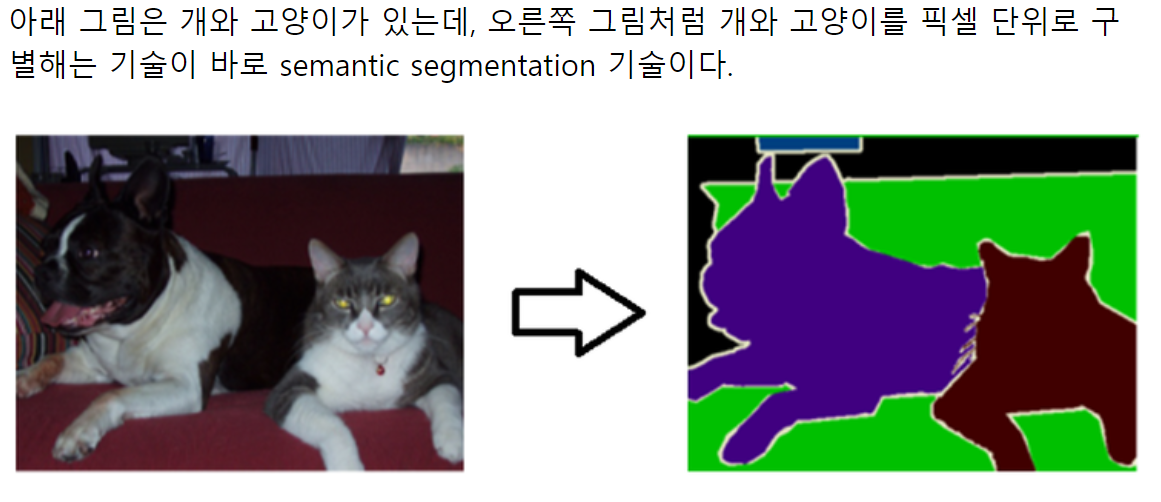 아래 그림은 개와 고양이가 있는데, 오른쪽 그림처럼 개와 고양이를 픽셀 단위로 구
별해는 기술이 바로 semantic segmentation 기술이다.